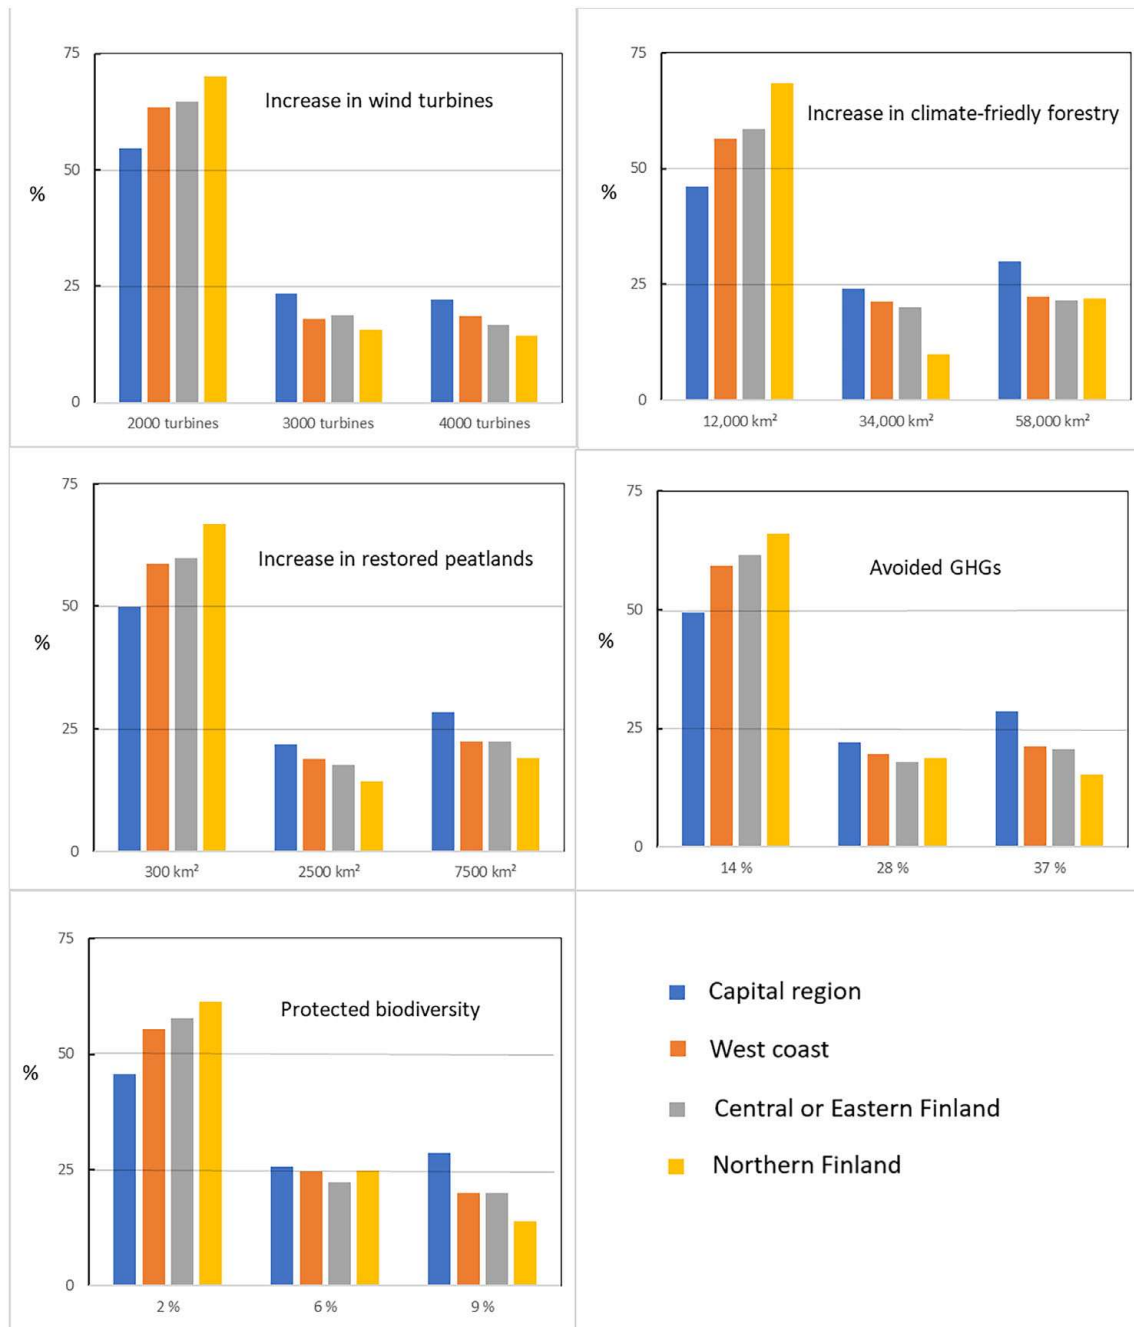 75
50
%
25
0
Increase in wind turbines
2000 turbines
3000 turbines
4000 turbines
75
50
%
25
0
Increase in climate-friedly forestry
12,000 km²
34,000 km²
58,000 km²
75
50
%
25
0
Increase in restored peatlands
300 km²
2500 km²
7500 km²
75
50
%
25
0
Avoided GHGs
14 %
28 %
37 %
75
50
%
25
0
Protected biodiversity
2 %
6 %
9 %
Capital region
West coast
Central or Eastern Finland
Northern Finland